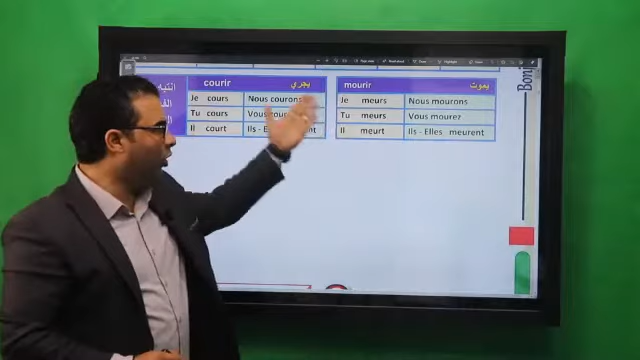 courir يجري
Je cours Nous courons
Tu cours
Il court
mourir يموت
Je meurs Nous mourons
Tu meurs Vous mourez
Il meurt Ils - Elles meurent
Bonj